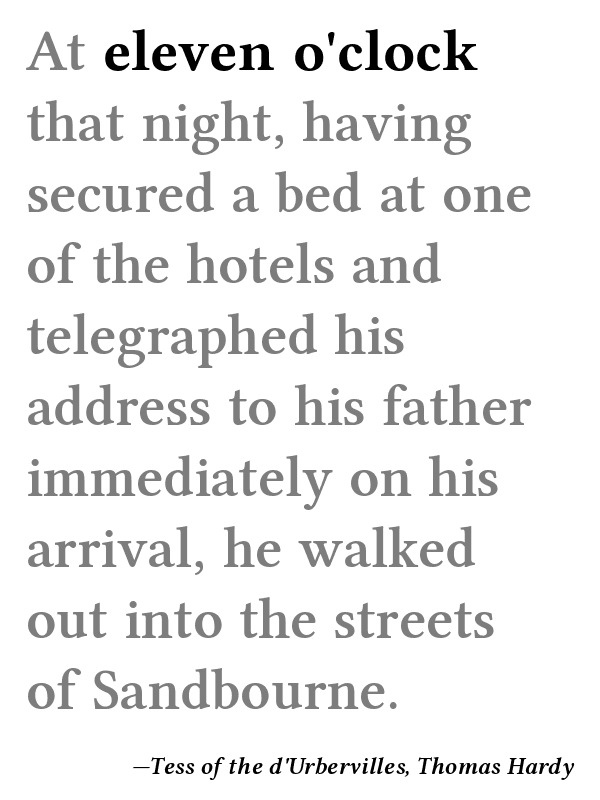 At eleven o'clock
that night, having
secured a bed at one
of the hotels and
telegraphed his
address to his father
immediately on his
arrival, he walked
out into the streets
of Sandbourne.
—Tess of the d'Urbervilles, Thomas Hardy